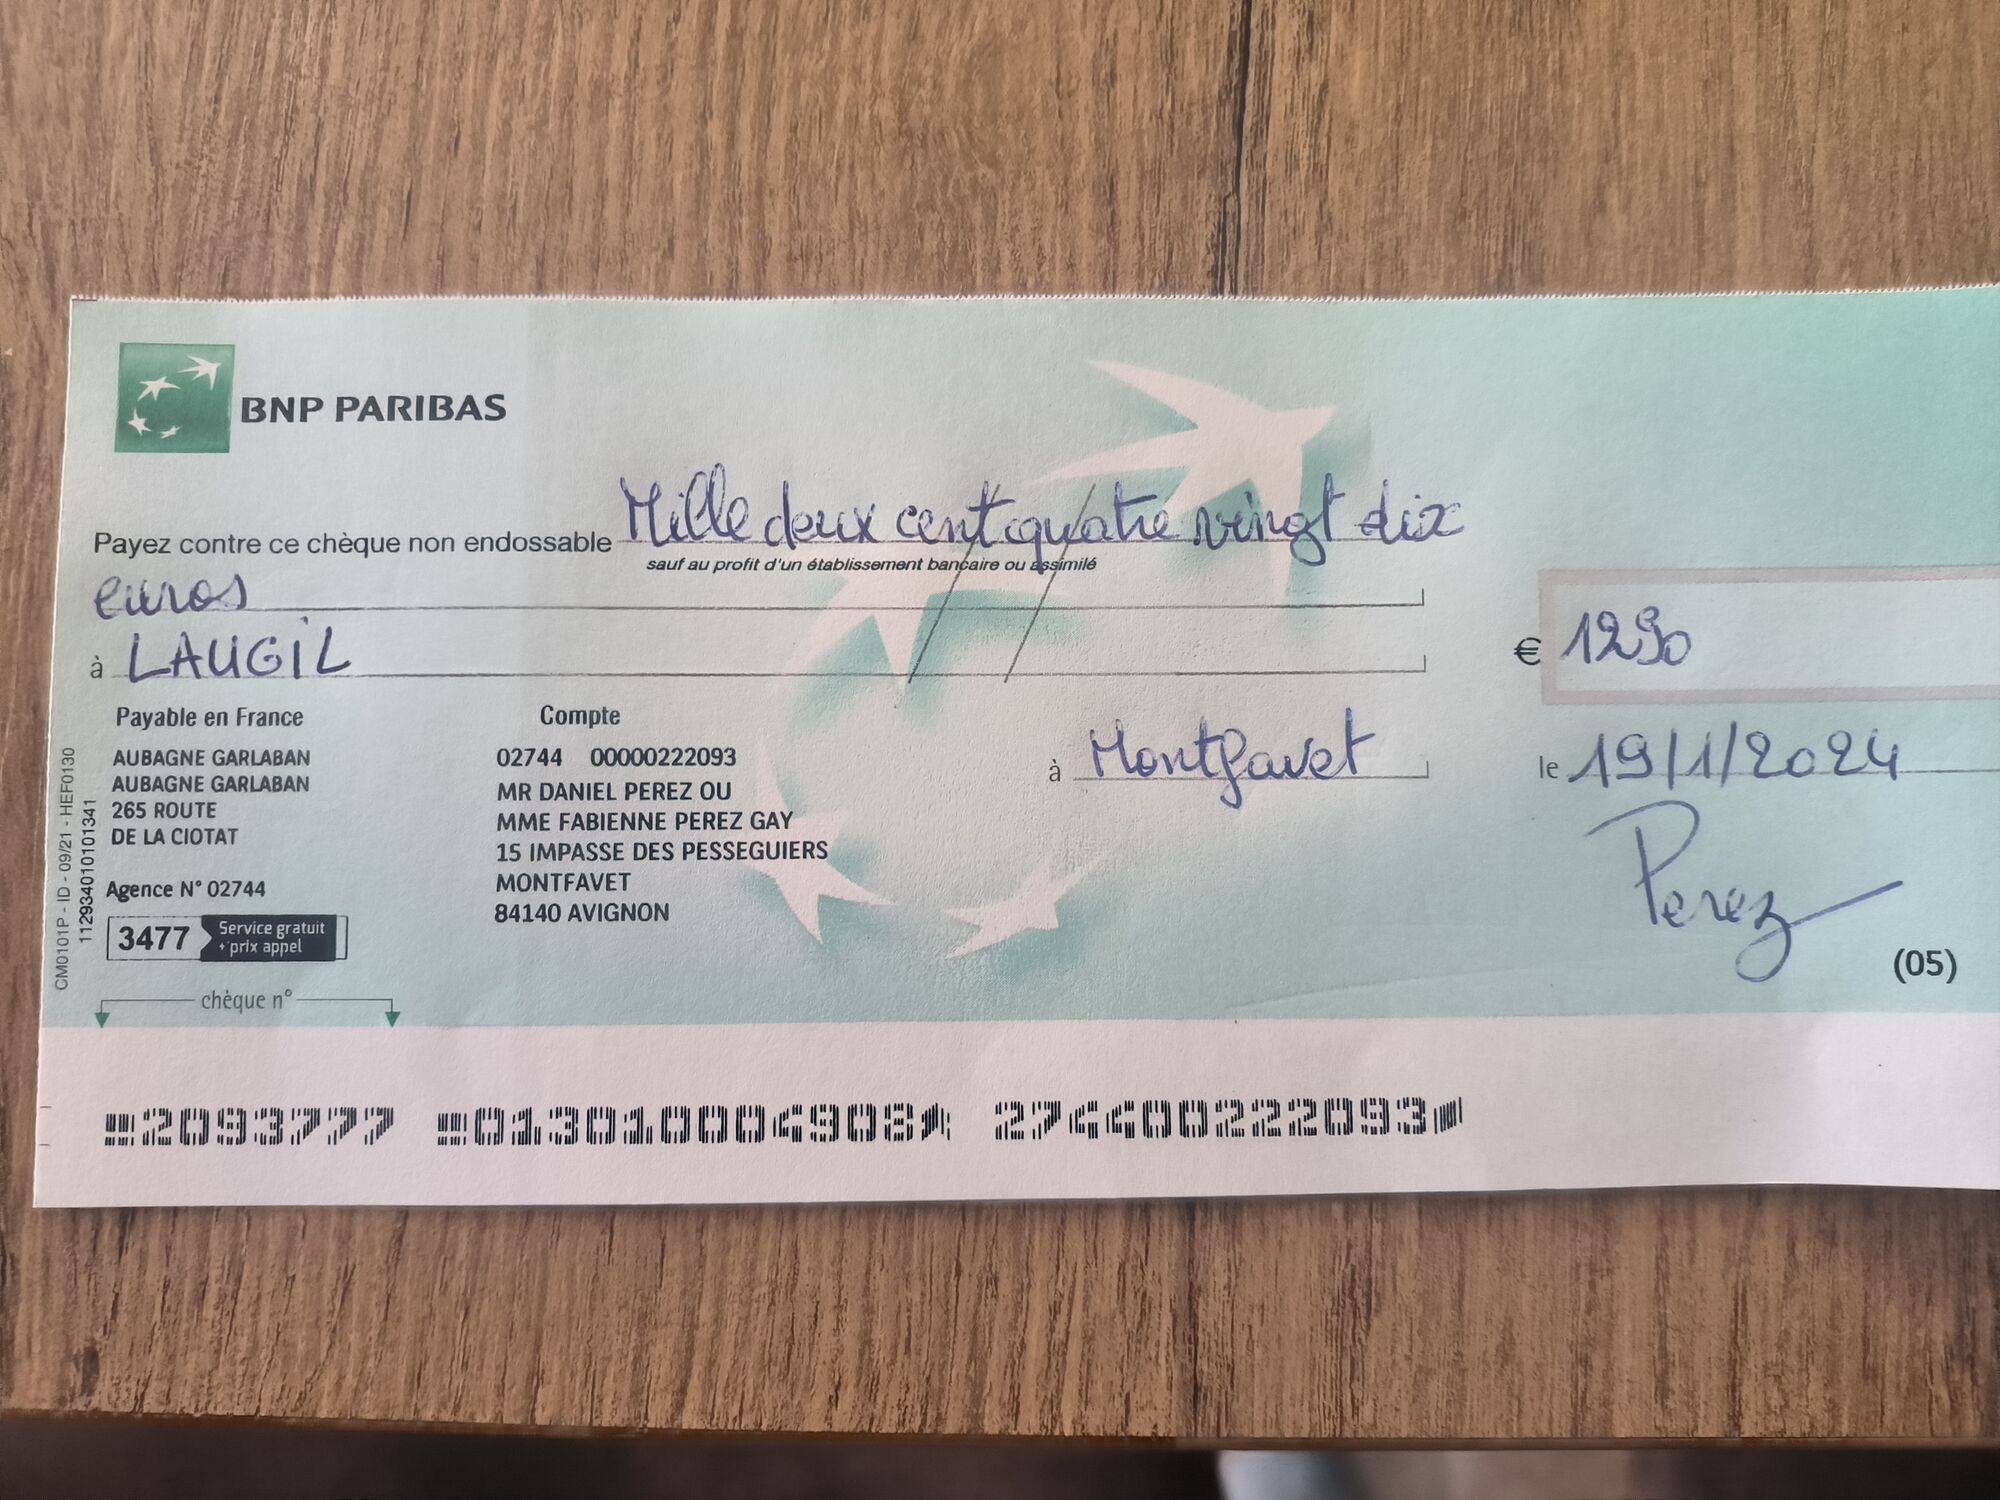 BNP PARIBAS
Payez contre ce chèque non endossable Mille deux cent quatre vingt dix
sauf au profit d'un établissement bancaire ou assimilé
euros
€ 1290
à LAUGIL
Payable en France
AUBAGNE GARLABAN
AUBAGNE GARLABAN
265 ROUTE
DE LA CIOTAT
Agence N° 02744
3477 Service gratuit
+ prix appel
Compte
02744 00000222093
MR DANIEL PEREZ OU
MME FABIENNE PEREZ GAY
15 IMPASSE DES PESSEGUIERS
MONTFAVET
84140 AVIGNON
à Montfavet
le 19/1/2024
Perez
(05)
CM0101P - ID - 09/21 - HEF0130
112934010101341
chèque n°
2093777 013010004908 274400222093